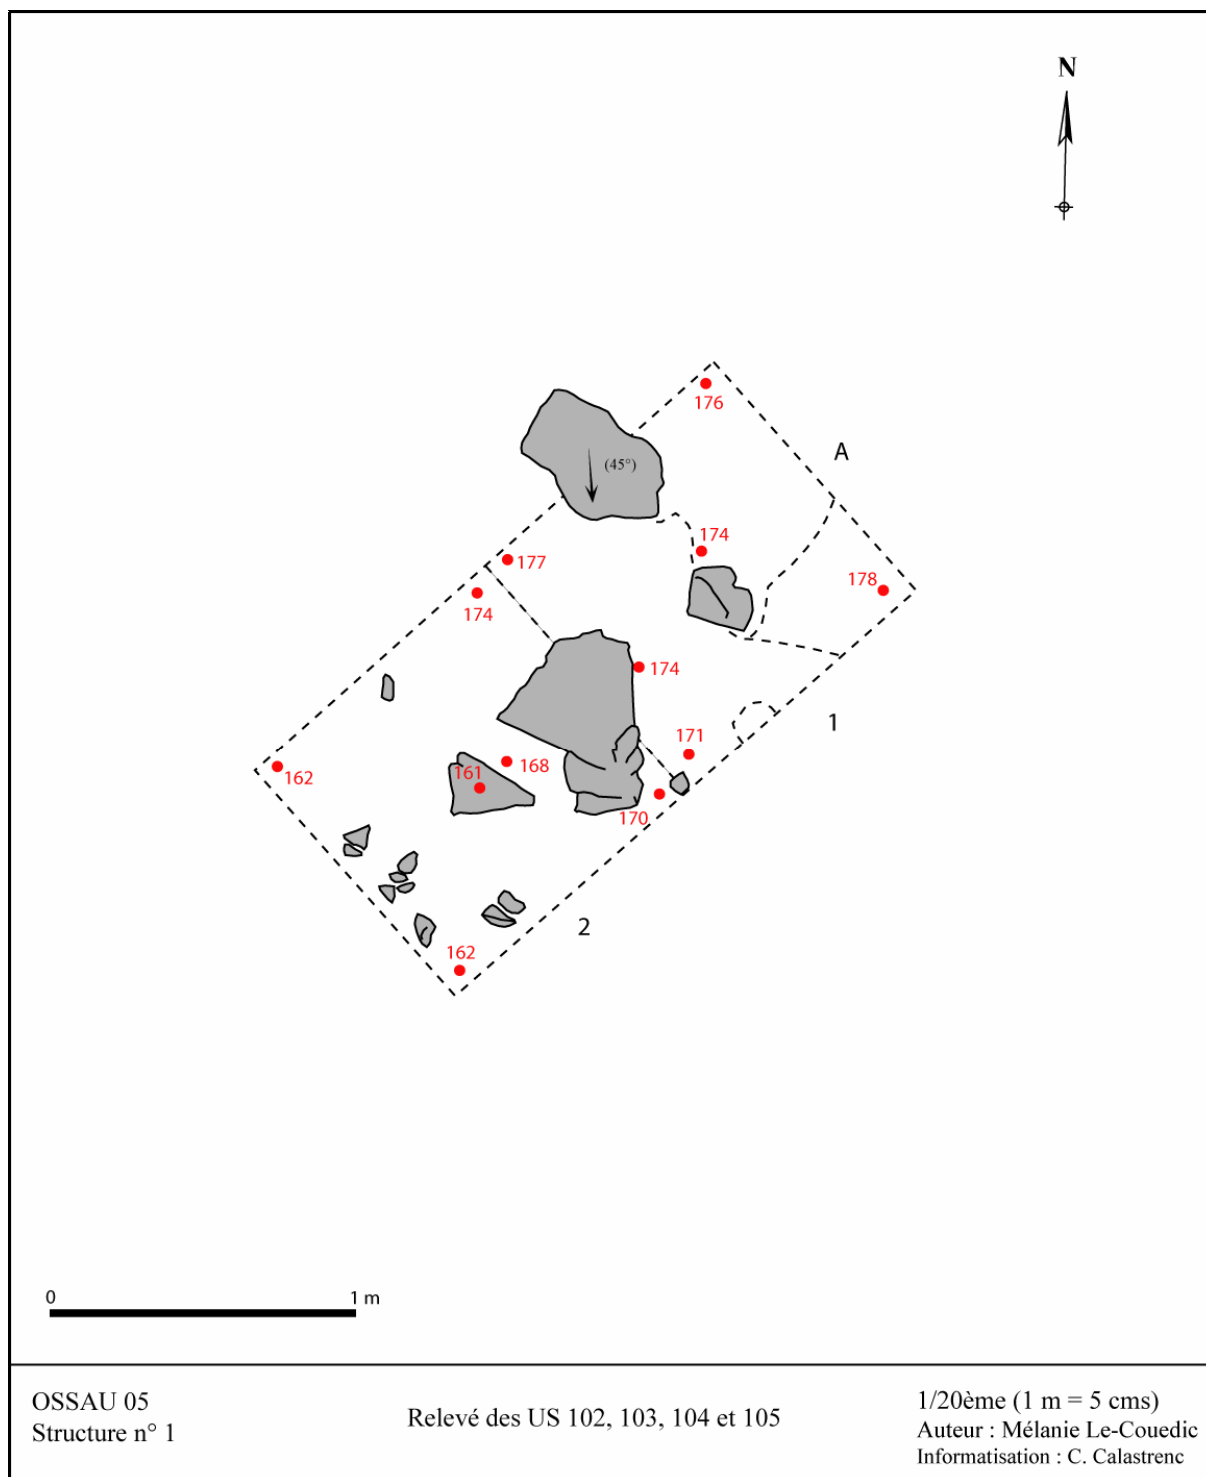 N
176
A
(45°)
174
177
178
174
174
1
171
168
162
161
170
2
162
0
1 m
OSSAU 05
Structure n° 1
Relevé des US 102, 103, 104 et 105
1/20ème (1 m = 5 cms)
Auteur : Mélanie Le-Couedic
Informatisation : C. Calastrenc